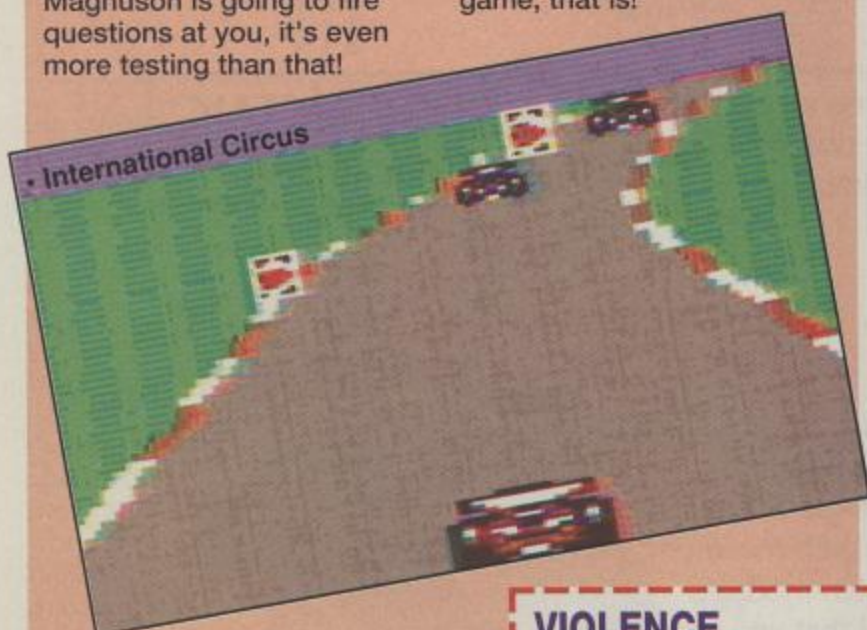 Magnuson is going to fire
questions at you, it's even
more testing than that!
game, that is!
• International Circus
VIOLENCE